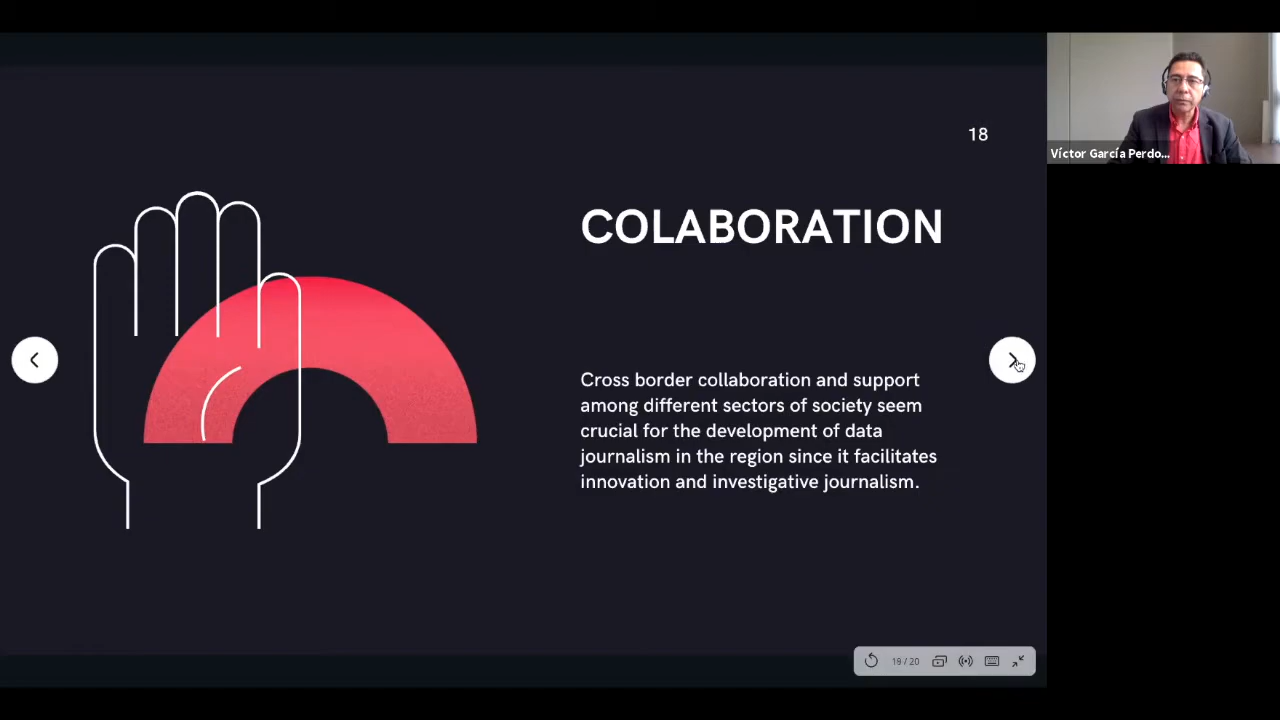 18
Víctor García Perdo...
COLABORATION
Cross border collaboration and support
among different sectors of society seem
crucial for the development of data
journalism in the region since it facilitates
innovation and investigative journalism.
19 / 20